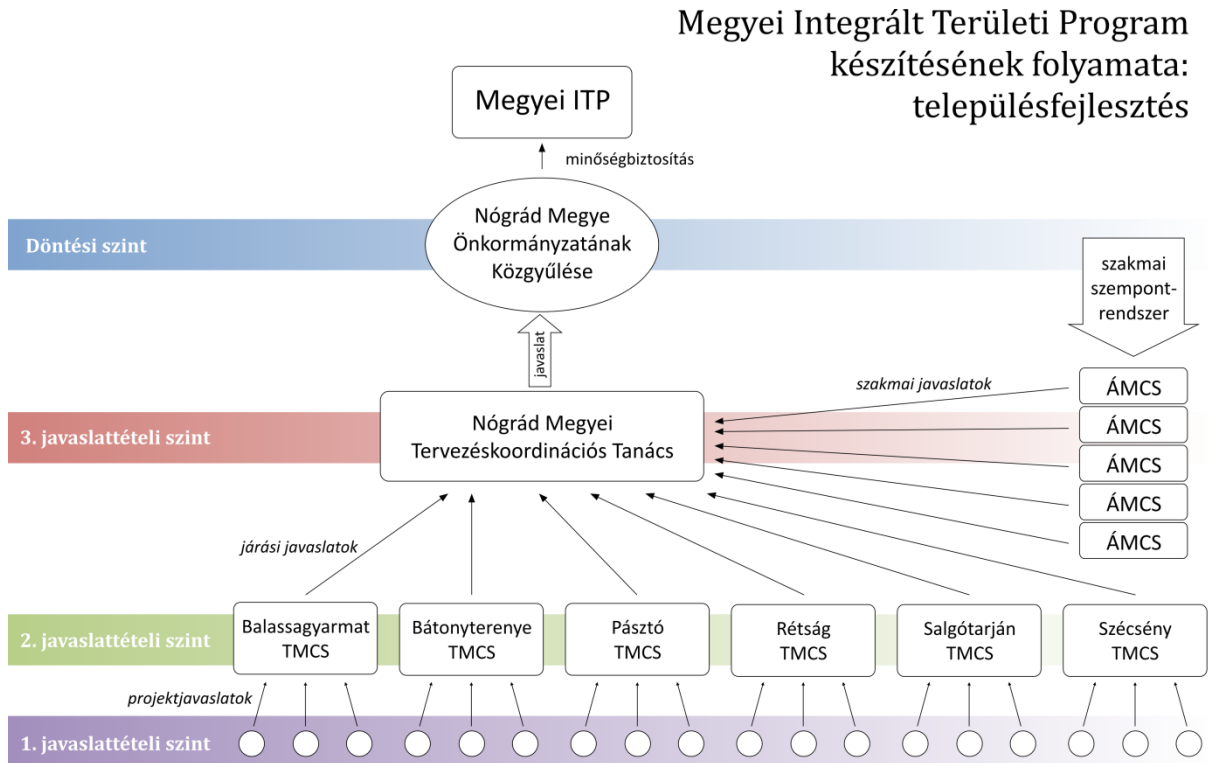 Megyei Integrált Területi Program
készítésének folyamata:
településfejlesztés
Megyei ITP
minőségbiztosítás
Nógrád Megye
Önkormányzatának
Közgyűlése
Döntési szint
szakmai
szempont-
rendszer
javaslat
szakmai javaslatok
ÁMCS
ÁMCS
ÁMCS
ÁMCS
ÁMCS
3. javaslattételi szint
Nógrád Megyei
Tervezéskoordinációs Tanács
járási javaslatok
2. javaslattételi szint
Balassagyarmat
TMCS
Bátonyterenye
TMCS
Pásztó
TMCS
Rétság
TMCS
Salgótarján
TMCS
Szécsény
TMCS
projektjavaslatok
1. javaslattételi szint